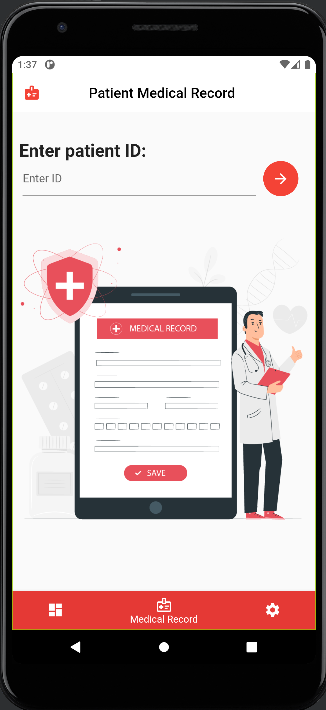 1:37
Patient Medical Record
Enter patient ID:
Enter ID
MEDICAL RECORD
SAVE
Medical Record